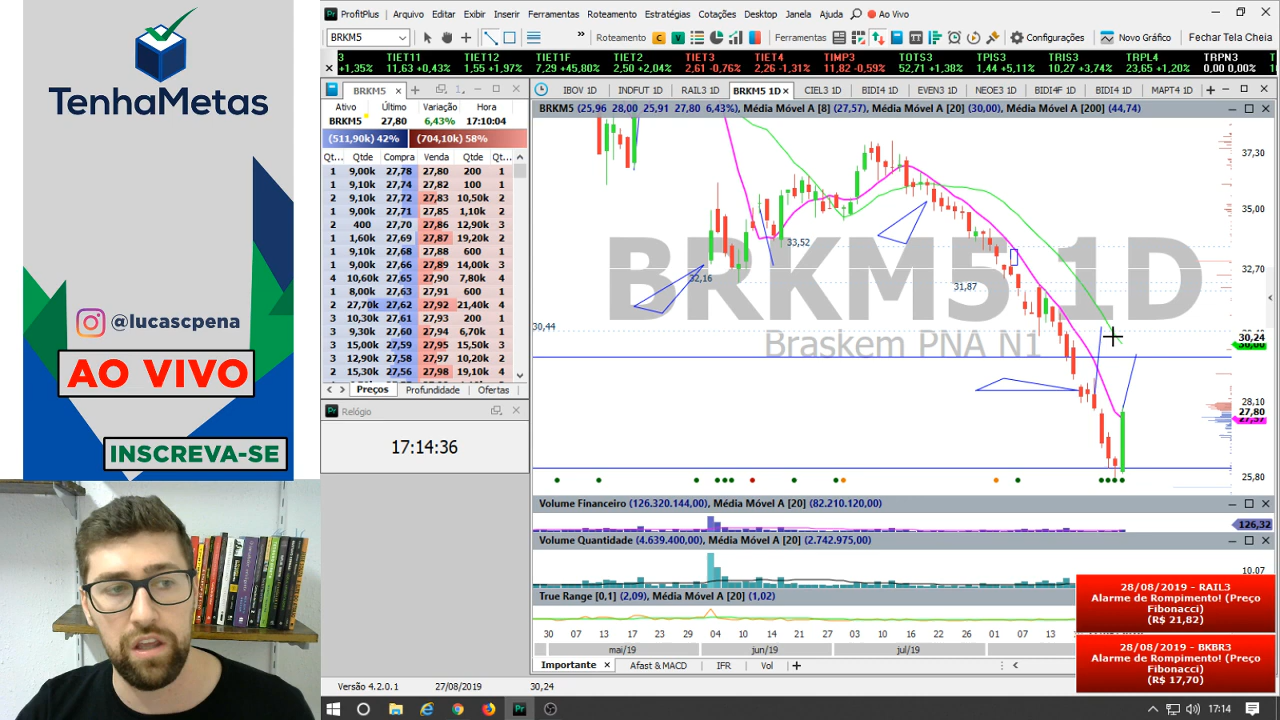 TenhaMetas
@lucascpena
AO VIVO
INSCREVA-SE
ProfitPlus Arquivo Editar Exibir Inserir Ferramentas Roteamento Estratégias Cotações Desktop Janela Ajuda Ao Vivo
BRKM5 Roteamento Ferramentas Configurações Novo Gráfico Fechar Tela Cheia
3 TIET11 TIET12 TIET1F TIET2 TIET3 TIET4 TIMP3 TOTS3 TPIS3 TRIS3 TRPL4 TRPN3
+1,35% 11,63 +0,43% 1,55 +1,97% 7,29 +45,80% 2,50 +2,04% 2,61 -0,76% 2,26 -1,31% 11,82 -0,59% 52,71 +1,38% 1,44 +5,11% 10,27 +3,74% 23,65 +1,20% 0,00 0,00%
BRKM5
Ativo Último Variação Hora
BRKM5 27,80 6,43% 17:10:04
(511,90k) 42% (704,10k) 58%
Qt... Qtde Compra Venda Qtde Qt...
1 9,00k 27,78 27,80 200 1
1 9,10k 27,74 27,82 100 1
2 9,10k 27,72 27,83 10,50k 2
1 9,00k 27,71 27,85 1,10k 1
2 400 27,70 27,86 12,90k 3
1 1,60k 27,69 27,87 19,20k 2
1 9,10k 27,68 27,88 600 1
1 9,00k 27,66 27,89 14,00k 3
4 10,60k 27,65 27,90 7,80k 4
1 8,00k 27,63 27,91 600 1
2 27,70k 27,62 27,92 21,40k 4
3 10,30k 27,61 27,93 200 1
3 9,30k 27,60 27,94 6,70k 1
3 15,00k 27,59 27,95 15,50k 3
3 12,90k 27,58 27,97 10,20k 2
2 15,30k 27,56 27,98 19,10k 4
Preços Profundidade Ofertas
Relógio
17:14:36
IBOV 1D INDFUT 1D RAIL3 1D BRKM5 1D CIEL3 1D BIDI4 1D EVEN3 1D NEOE3 1D BIDI4F 1D BIDI4 1D MAPT4 1D
BRKM5 (25,96 28,00 25,91 27,80 6,43%), Média Móvel A [8] (27,57), Média Móvel A [20] (30,00), Média Móvel A [200] (44,74)
BRKM5 1D
Braskem PNA N1
33,52
32,16
31,87
30,44
37,30
35,00
32,70
30,24
30,00
28,10
27,80
27,57
25,80
Volume Financeiro (126.320.144,00), Média Móvel A [20] (82.210.120,00)
126,32
Volume Quantidade (4.639.400,00), Média Móvel A [20] (2.742.975,00)
10.07
True Range [0,1] (2,09), Média Móvel A [20] (1,02)
30 07 13 17 23 29 04 10 14 21 27 03 10 16 22 26 01 07 13
mai/19 jun/19 jul/19
Importante Afast & MACD IFR Vol
28/08/2019 - RAIL3
Alarme de Rompimento! (Preço
Fibonacci)
(R$ 21,82)
28/08/2019 - BKBR3
Alarme de Rompimento! (Preço
Fibonacci)
(R$ 17,70)
Versão 4.2.0.1 27/08/2019 30,24
17:14